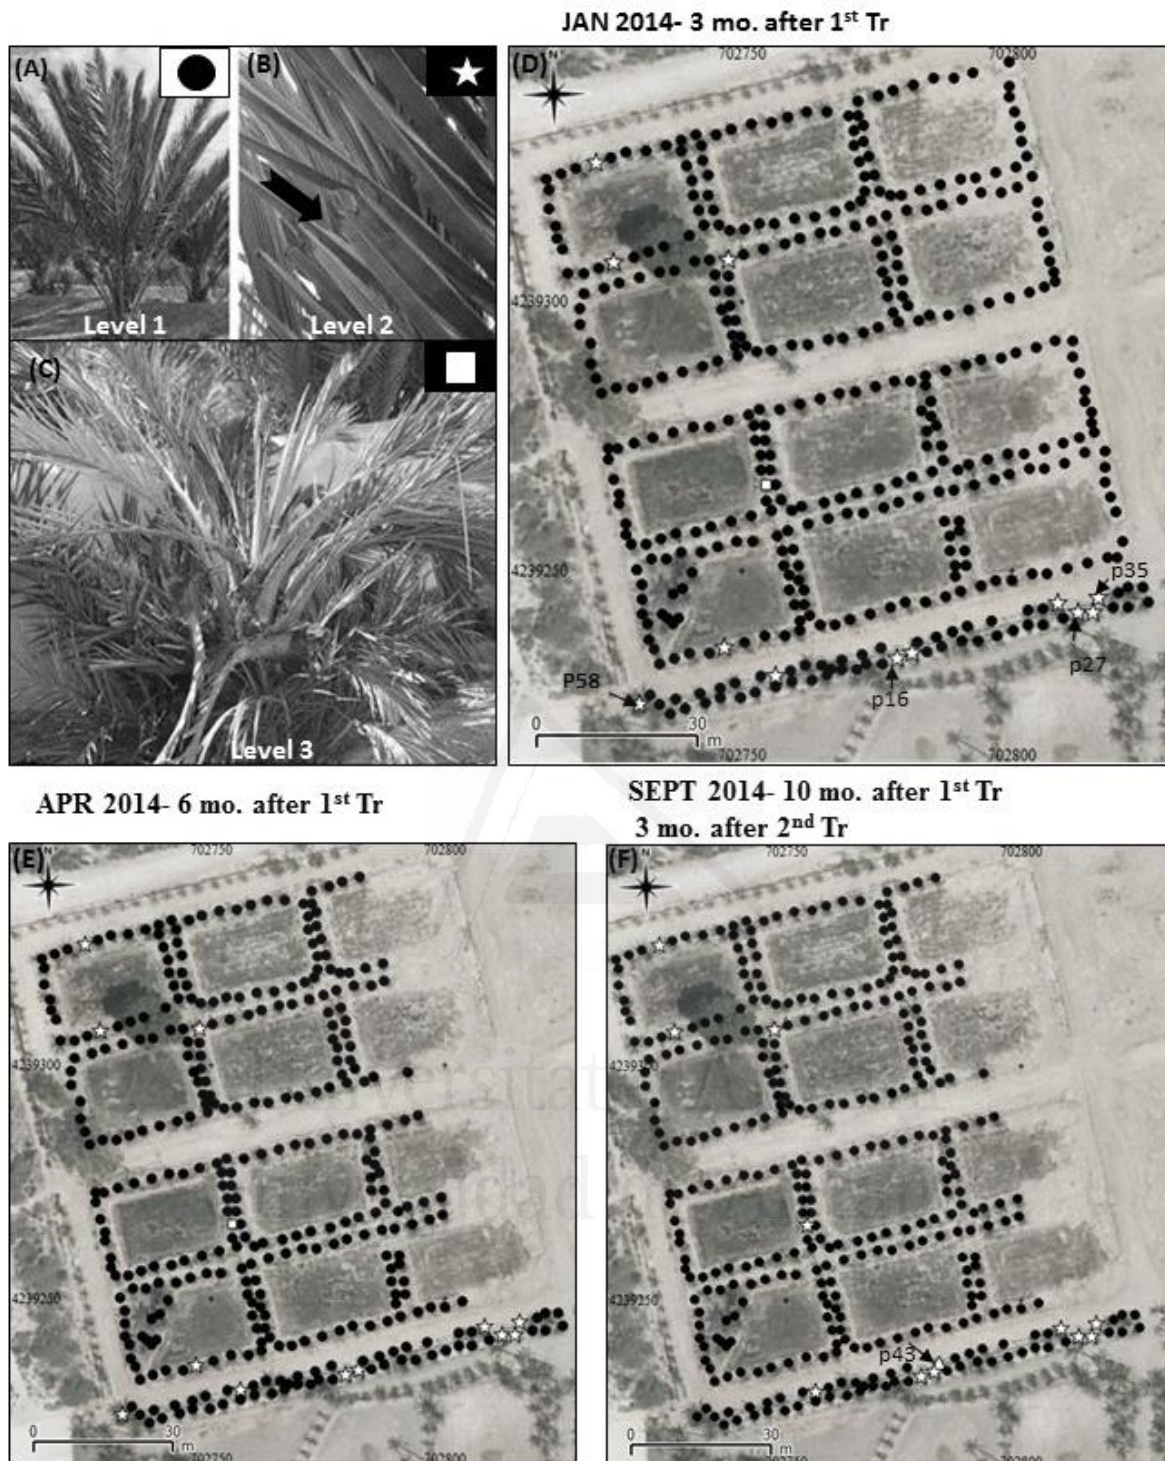 JAN 2014- 3 mo. after 1st Tr
(A)
(B)
Level 1
Level 2
(C)
Level 3
(D)
N
702750
702800
4239300
4239250
p35
p27
p16
P58
0
30
m
702750
702800
APR 2014- 6 mo. after 1st Tr
SEPT 2014- 10 mo. after 1st Tr
3 mo. after 2nd Tr
(E)
N
702750
702800
4239300
4239250
0
30
m
702750
702800
(F)
N
702750
702800
4239300
4239250
p43
0
30
m
702750
702800